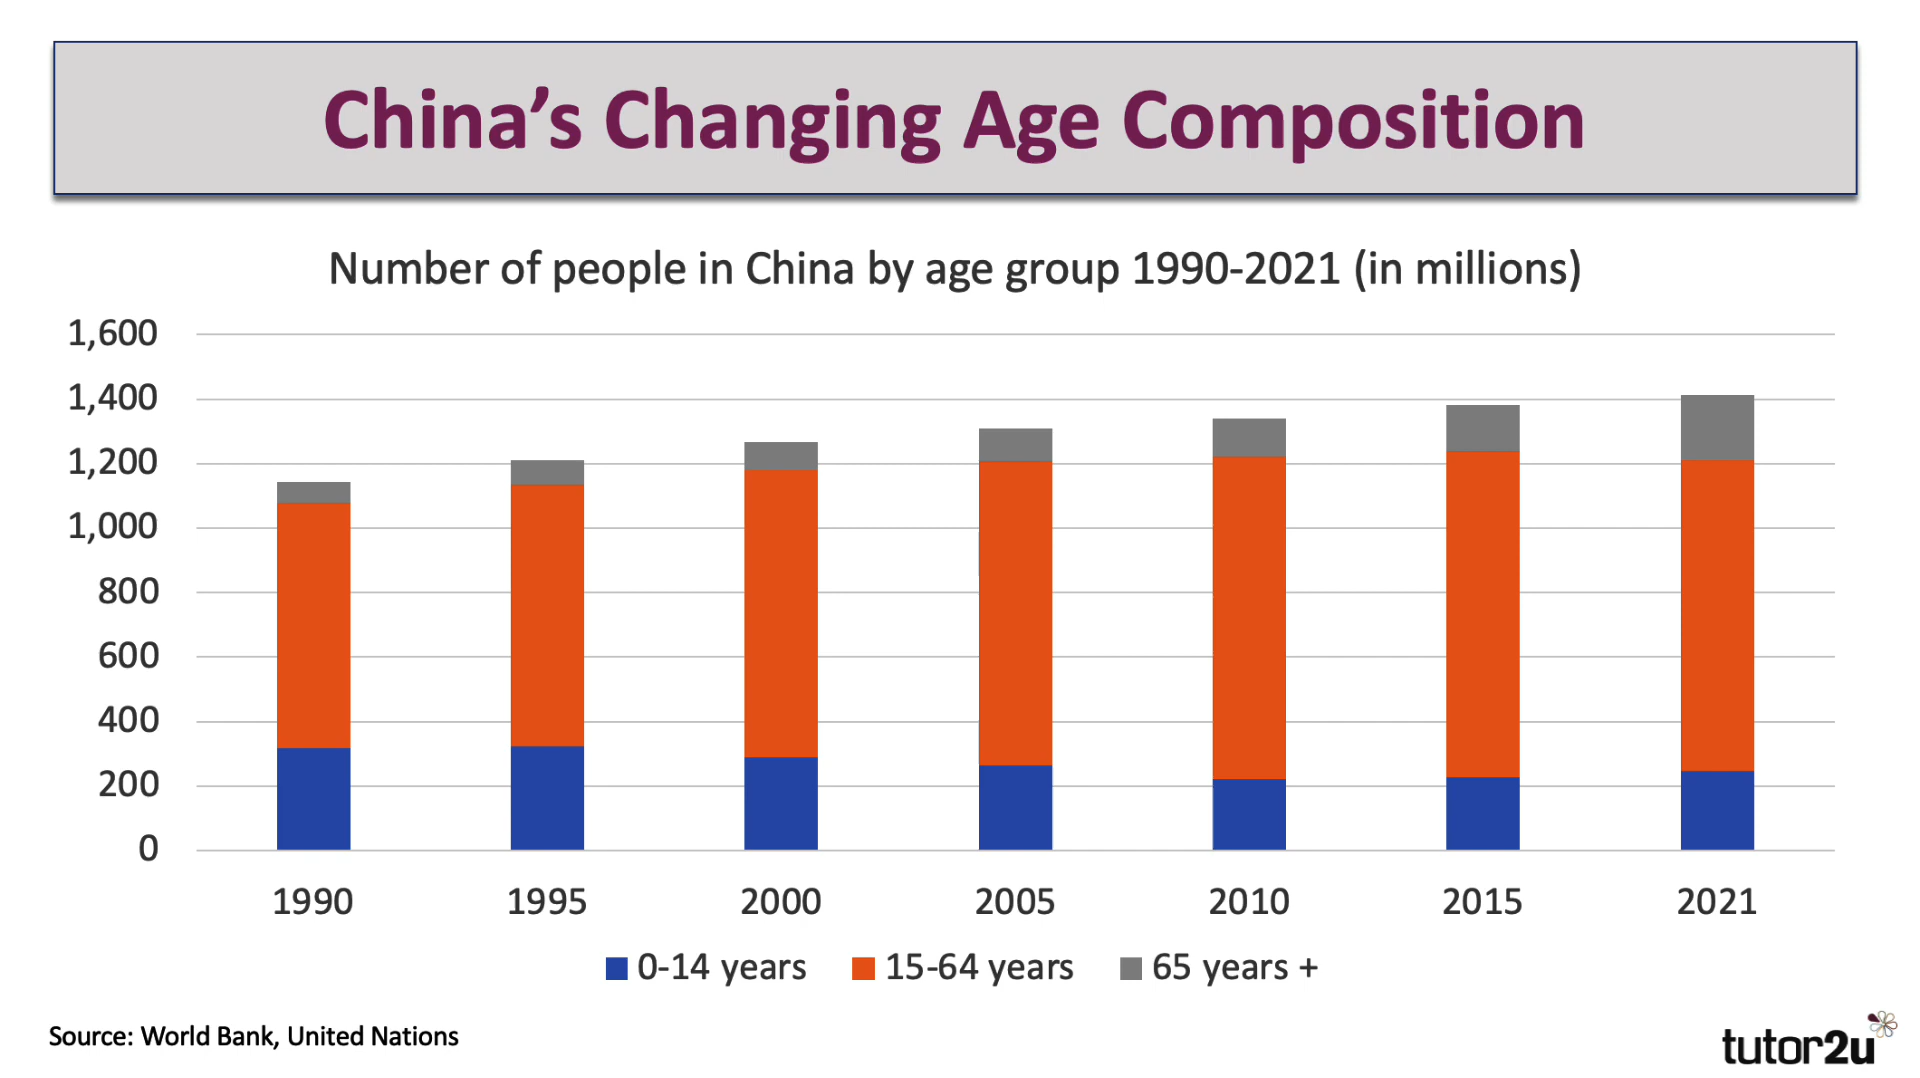 China’s Changing Age Composition
Number of people in China by age group 1990-2021 (in millions)
1,600
1,400
1,200
1,000
800
600
400
200
0
1990 1995 2000 2005 2010 2015 2021
0-14 years 15-64 years 65 years +
Source: World Bank, United Nations
tutor2u